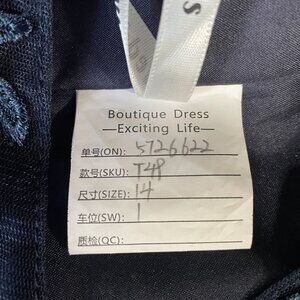 S
Boutique Dress
—Exciting Life—
单号(ON): 5726622
款号(SKU): T48
尺寸(SIZE): 14
车位(SW): 1
质检(QC):